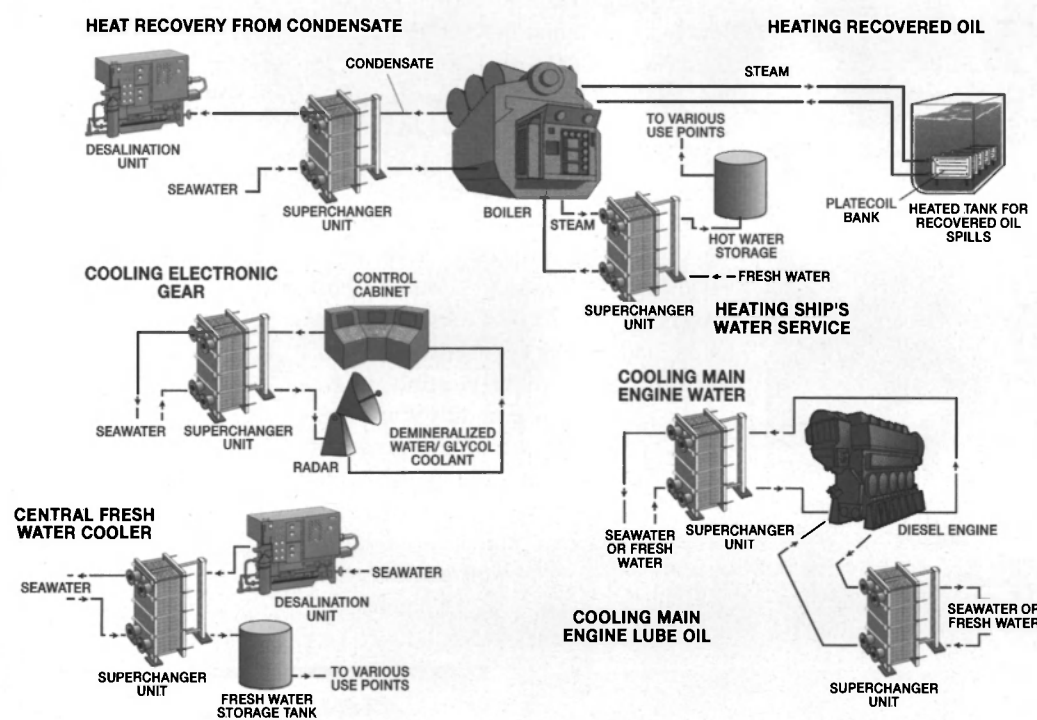 HEAT RECOVERY FROM CONDENSATE
HEATING RECOVERED OIL
CONDENSATE
STEAM
DESALINATION
UNIT
SEAWATER
SUPERCHANGER
UNIT
BOILER
STEAM
TO VARIOUS
USE POINTS
HOT WATER
STORAGE
PLATECOIL
BANK
HEATED TANK FOR
RECOVERED OIL
SPILLS
FRESH WATER
SUPERCHANGER
UNIT
HEATING SHIP'S
WATER SERVICE
COOLING ELECTRONIC
GEAR
CONTROL
CABINET
SEAWATER
SUPERCHANGER
UNIT
RADAR
DEMINERALIZED
WATER/ GLYCOL
COOLANT
COOLING MAIN
ENGINE WATER
SEAWATER
OR FRESH
WATER
SUPERCHANGER
UNIT
DIESEL ENGINE
CENTRAL FRESH
WATER COOLER
SEAWATER
SEAWATER
DESALINATION
UNIT
SUPERCHANGER
UNIT
FRESH WATER
STORAGE TANK
TO VARIOUS
USE POINTS
COOLING MAIN
ENGINE LUBE OIL
SEAWATER OR
FRESH WATER
SUPERCHANGER
UNIT